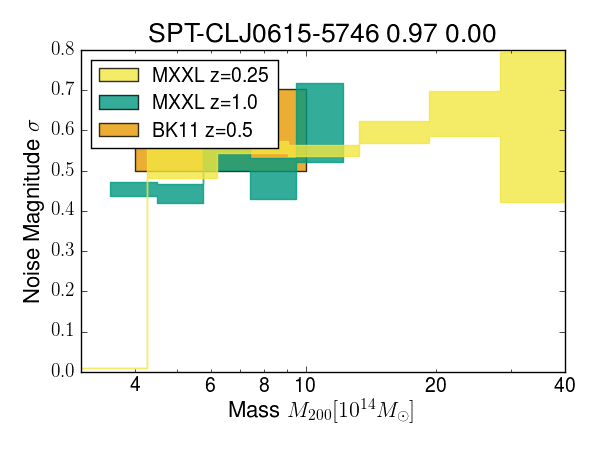 SPT-CLJ0615-5746 0.97 0.00
0.8
0.7
0.6
0.5
0.4
0.3
0.2
0.1
0.0
Noise Magnitude σ
MXXL z=0.25
MXXL z=1.0
BK11 z=0.5
4 6 8 10 20 40
Mass M₂₀₀[10¹⁴M☉]